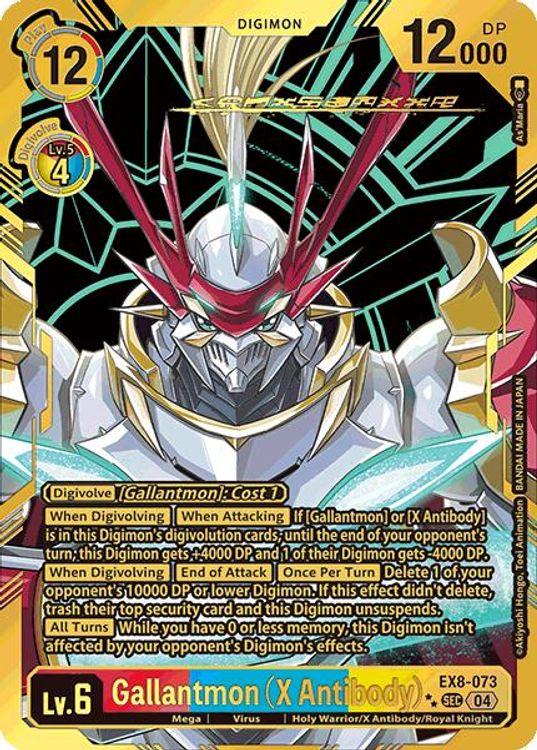 DIGIMON
Play
12
12000
DP
Digivolve
Lv.5
4
As'Maria
Digivolve [Gallantmon]: Cost 1
When Digivolving When Attacking If [Gallantmon] or [X Antibody]
is in this Digimon's digivolution cards, until the end of your opponent's
turn, this Digimon gets +4000 DP and 1 of their Digimon gets -4000 DP.
When Digivolving End of Attack Once Per Turn Delete 1 of your
opponent's 10000 DP or lower Digimon. If this effect didn't delete,
trash their top security card and this Digimon unsuspends.
All Turns While you have 0 or less memory, this Digimon isn't
affected by your opponent's Digimon's effects.
©Akiyoshi Hongo, Toei Animation BANDAI MADE IN JAPAN
Lv.6
Gallantmon (X Antibody)
EX8-073
SEC 04
Mega | Virus | Holy Warrior/X Antibody/Royal Knight